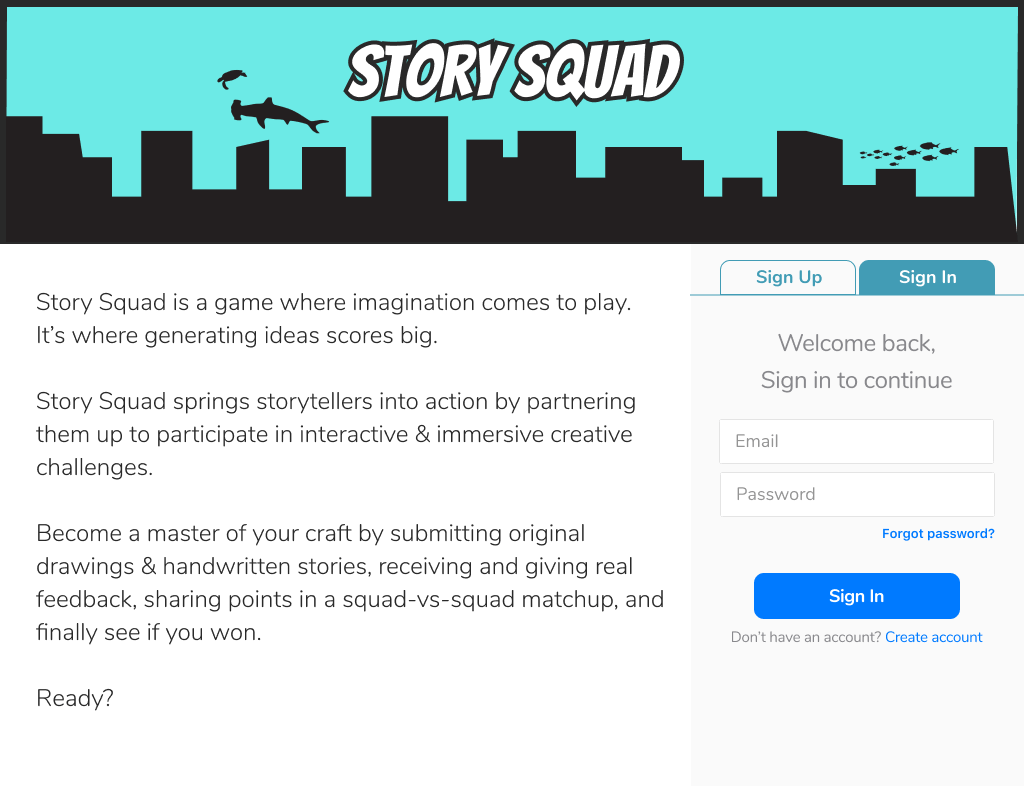 STORY SQUAD
Sign Up
Sign In
Story Squad is a game where imagination comes to play.
It’s where generating ideas scores big.
Story Squad springs storytellers into action by partnering
them up to participate in interactive & immersive creative
challenges.
Become a master of your craft by submitting original
drawings & handwritten stories, receiving and giving real
feedback, sharing points in a squad-vs-squad matchup, and
finally see if you won.
Ready?
Welcome back,
Sign in to continue
Email
Password
Forgot password?
Sign In
Don’t have an account? Create account